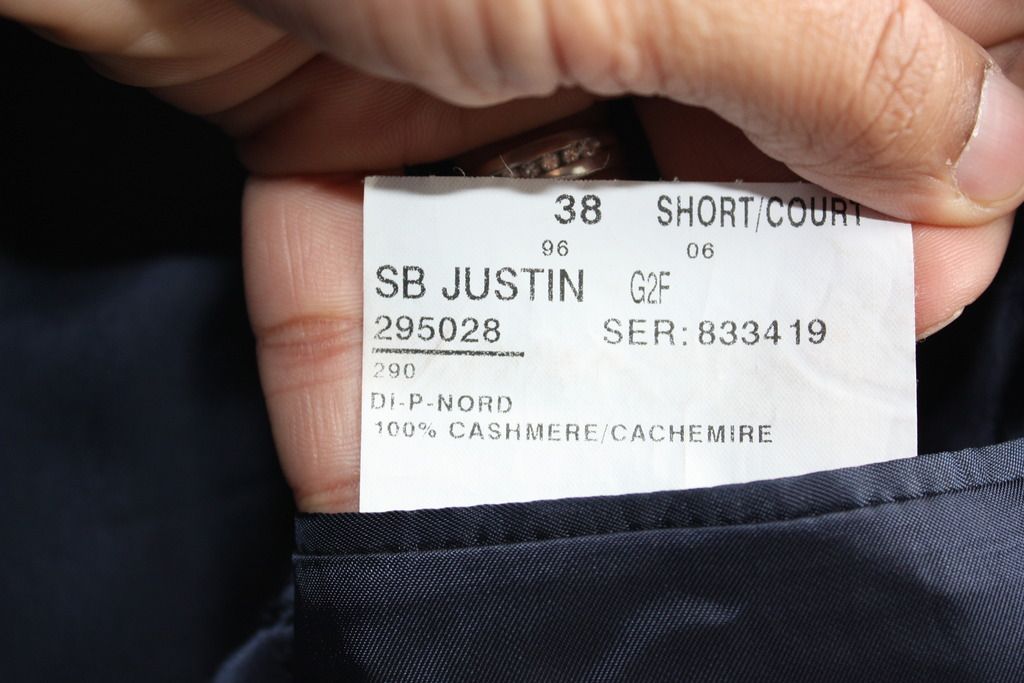 38 SHORT/COURT
96 06
SB JUSTIN G2F
295028 SER: 833419
290
DI-P-NORD
100% CASHMERE/CACHEMIRE